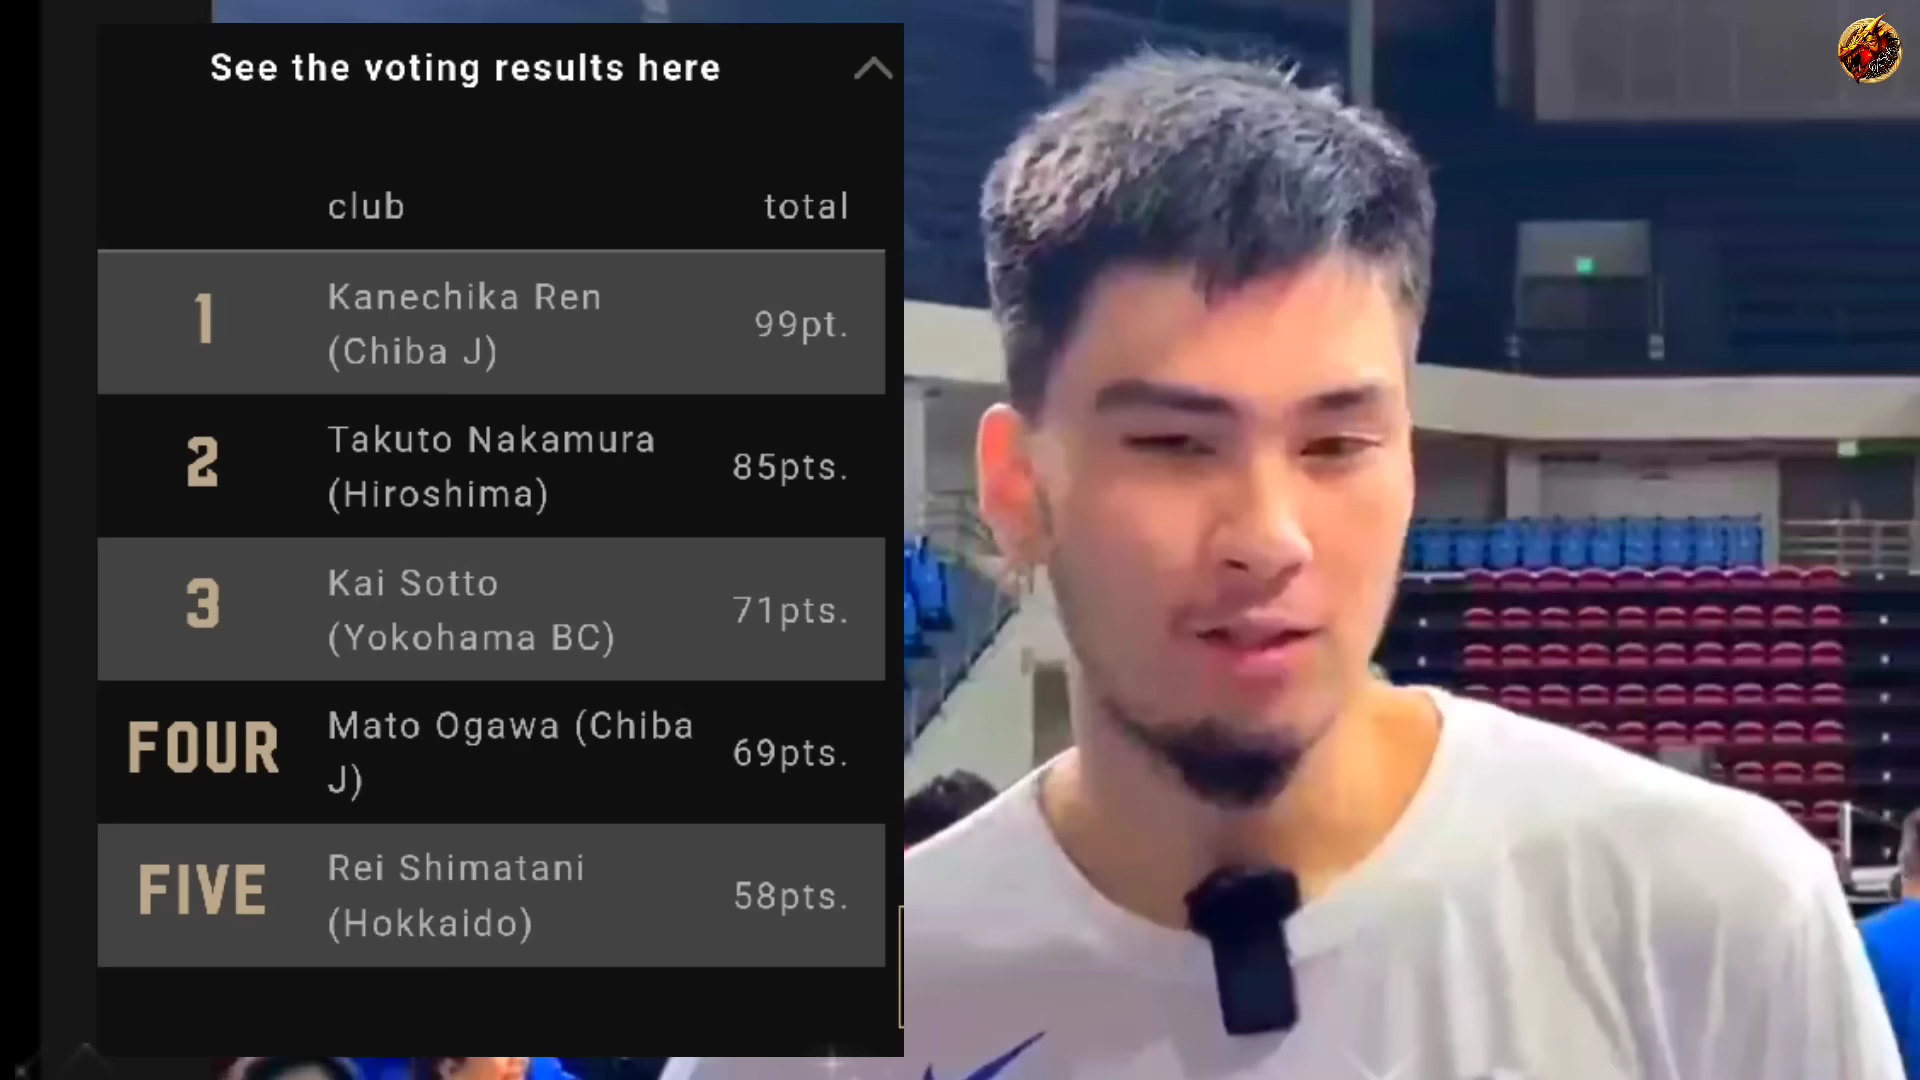 See the voting results here
club total
1 Kanechika Ren (Chiba J) 99pt.
2 Takuto Nakamura (Hiroshima) 85pts.
3 Kai Sotto (Yokohama BC) 71pts.
FOUR Mato Ogawa (Chiba J) 69pts.
FIVE Rei Shimatani (Hokkaido) 58pts.